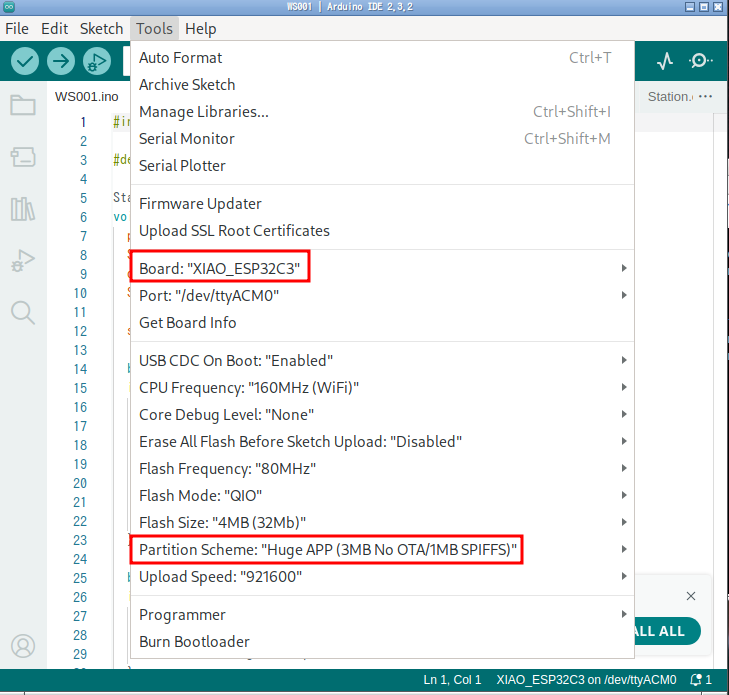 WS001 | Arduino IDE 2.3.2
File Edit Sketch Tools Help
WS001.ino
Station.
Auto Format Ctrl+T
Archive Sketch
Manage Libraries... Ctrl+Shift+I
Serial Monitor Ctrl+Shift+M
Serial Plotter
Firmware Updater
Upload SSL Root Certificates
Board: "XIAO_ESP32C3"
Port: "/dev/ttyACM0"
Get Board Info
USB CDC On Boot: "Enabled"
CPU Frequency: "160MHz (WiFi)"
Core Debug Level: "None"
Erase All Flash Before Sketch Upload: "Disabled"
Flash Frequency: "80MHz"
Flash Mode: "QIO"
Flash Size: "4MB (32Mb)"
Partition Scheme: "Huge APP (3MB No OTA/1MB SPIFFS)"
Upload Speed: "921600"
Programmer
Burn Bootloader
1 #i
2
3 #de
4
5 Sta
6 vo
7
8
9
10
11
12
13
14
15
16
17
18
19
20
21
22
23
24
25
26
27
28
29
ALL ALL
Ln 1, Col 1 XIAO_ESP32C3 on /dev/ttyACM0 1